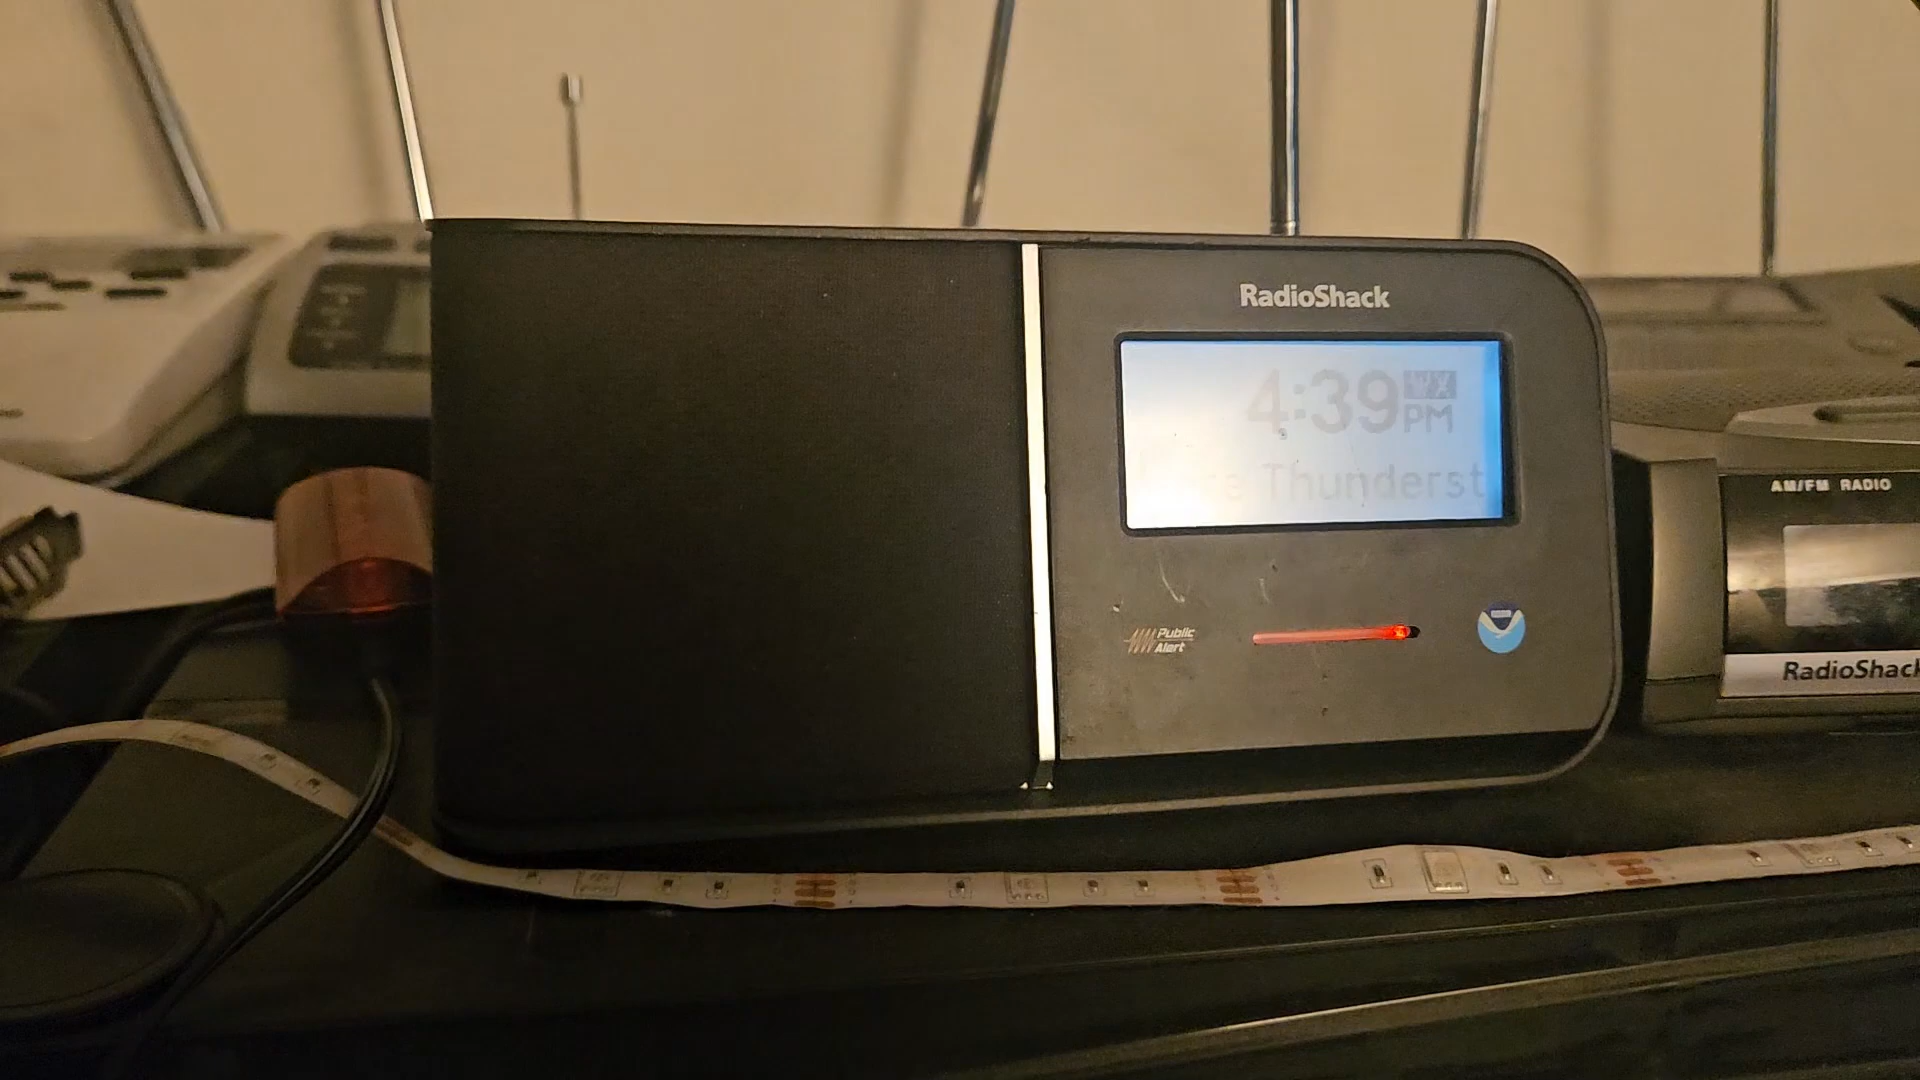 RadioShack
4:39
WX
PM
Thunderst
Public
Alert
AM/FM RADIO
RadioShack